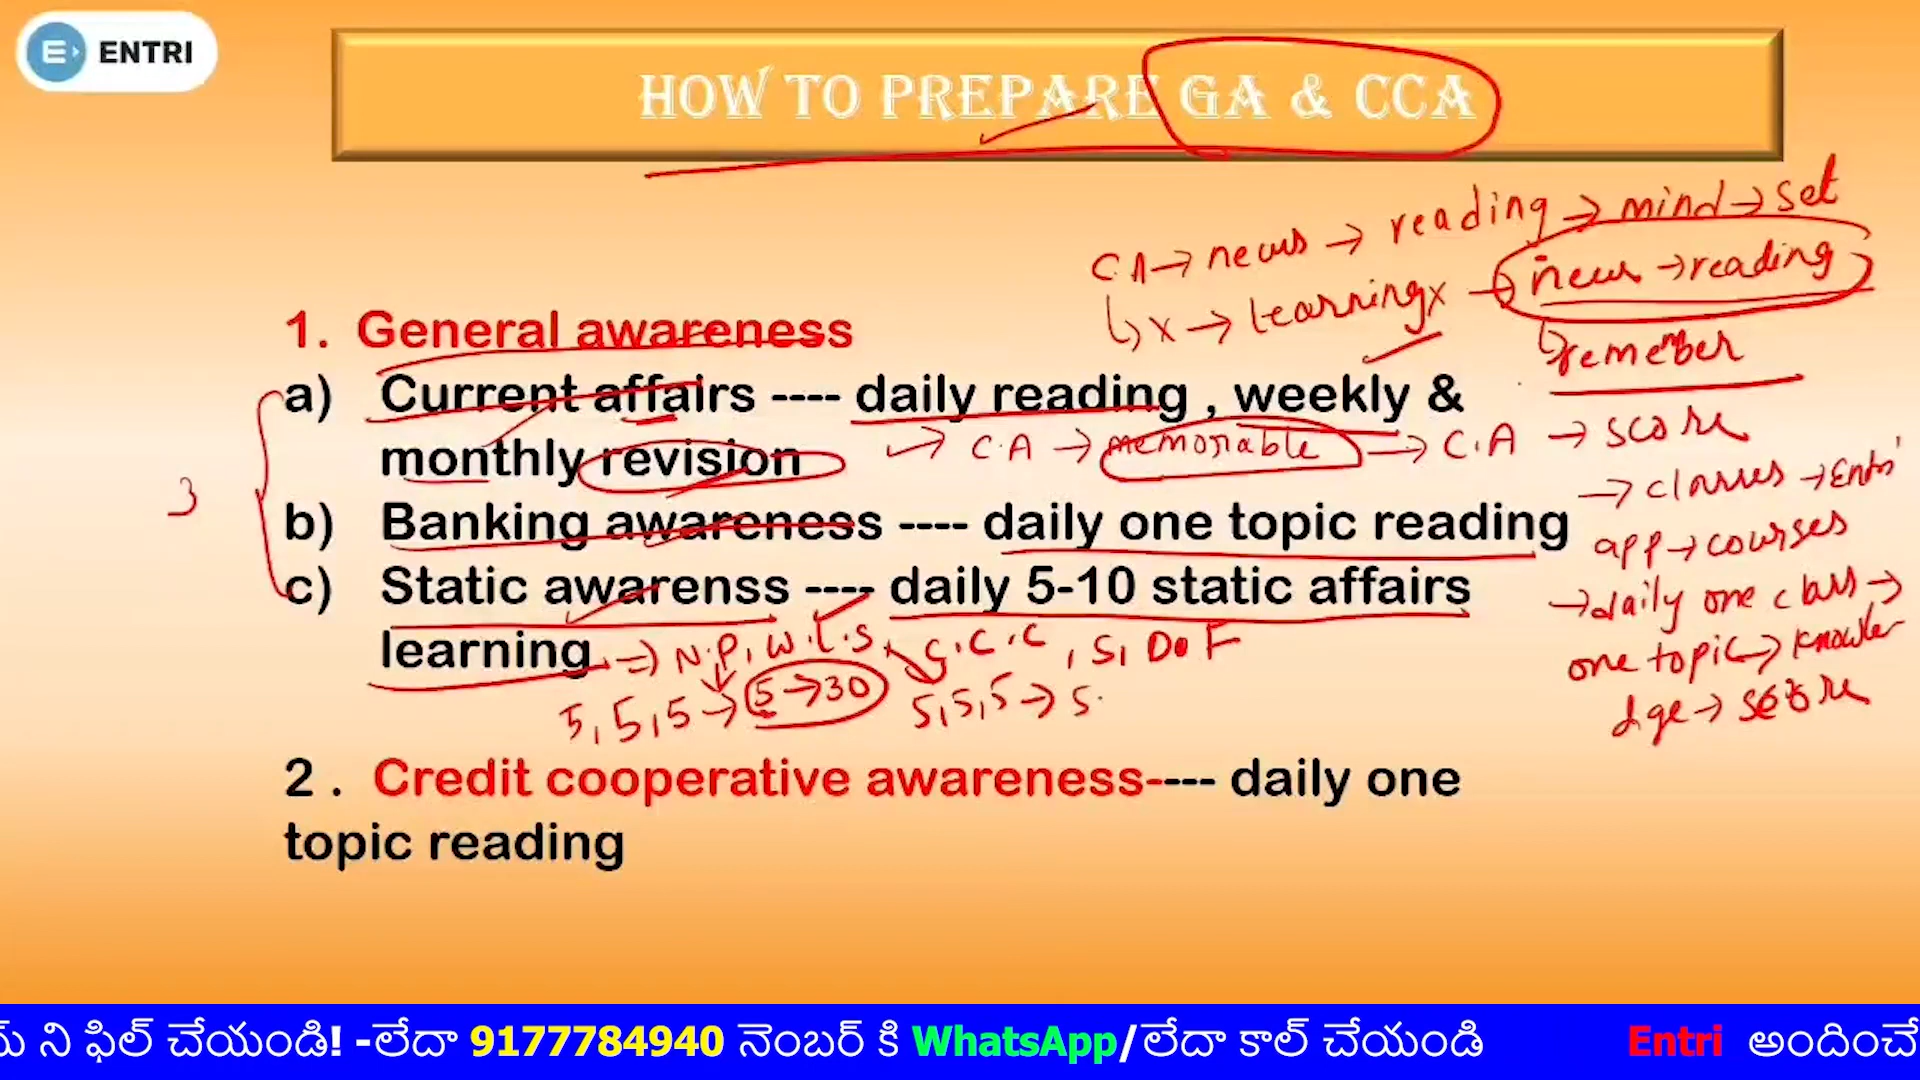 ENTRI
HOW TO PREPARE GA & CCA
CA→ news → reading → mind → set
↳ x → learning x → news → reading
↳ remember
1. General awareness
a) Current affairs ---- daily reading , weekly &
monthly revision
→ C.A → memorable → C.A → score
b) Banking awareness ---- daily one topic reading
c) Static awarenss ---- daily 5-10 static affairs
learning
⇒ N.P, W.L.S, S.C.C, S, D
5, 5, 5 → 5 → 30
5, 5, 5 → 5.
3
→ classes → Entri
app → courses
→ daily one class →
one topic → knowle
dge → score
2 . Credit cooperative awareness---- daily one
topic reading
ని ఫిల్ చేయండి! -లేదా 9177784940 నెంబర్ కి WhatsApp/లేదా కాల్ చేయండి Entri అందించే